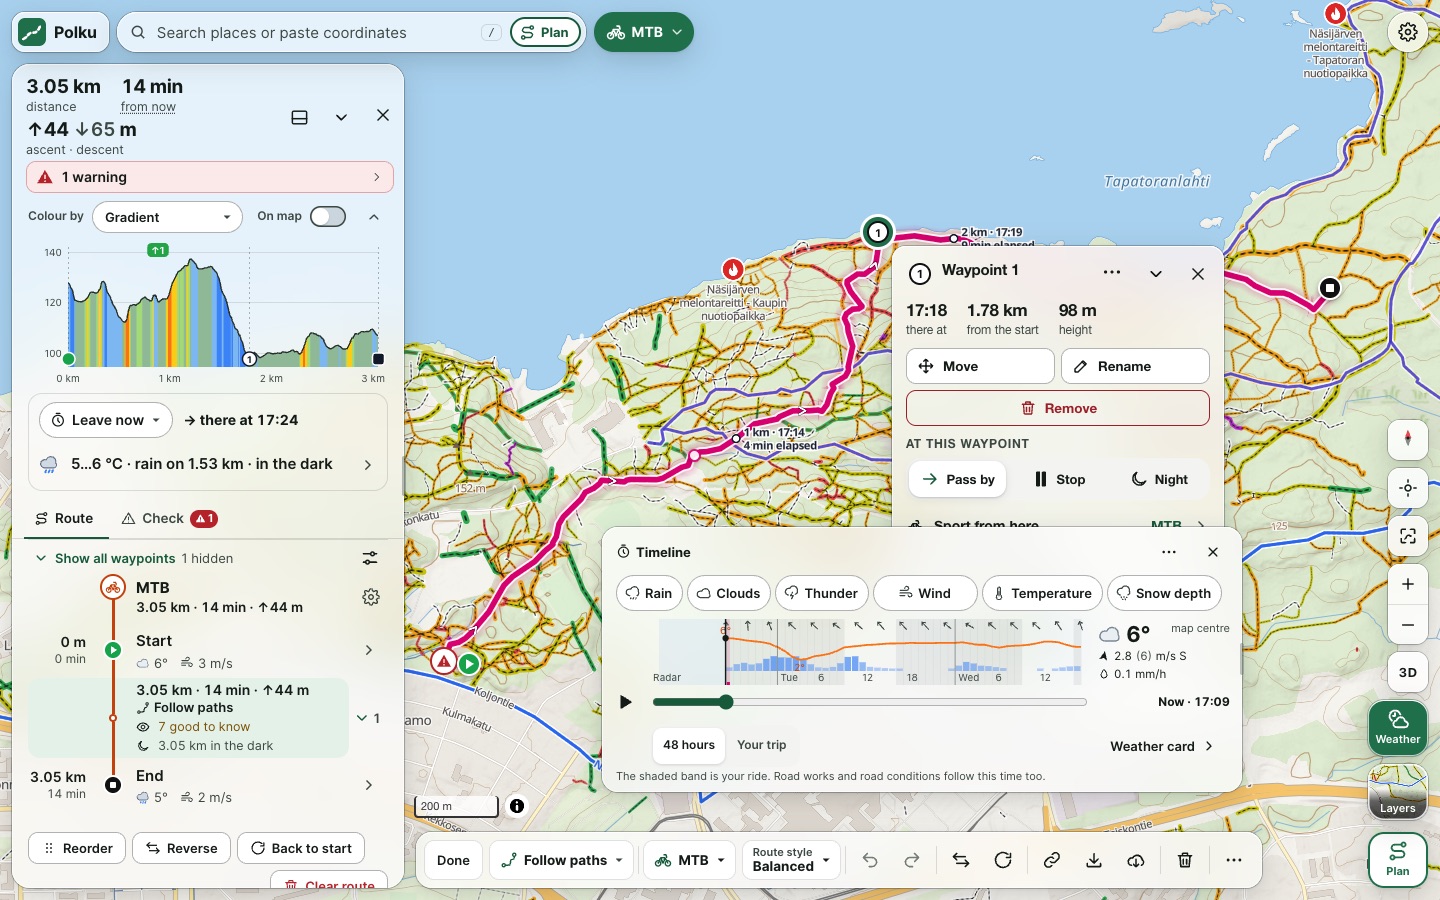 Polku
Search places or paste coordinates
/
Plan
MTB
3.05 km
14 min
distance
from now
↑44 ↓65 m
ascent · descent
1 warning
Colour by
Gradient
On map
↑1
140
120
100
1
0 km
1 km
2 km
3 km
Leave now
→ there at 17:24
5…6 °C · rain on 1.53 km · in the dark
Route
Check
1
Show all waypoints
1 hidden
MTB
3.05 km · 14 min · ↑44 m
0 m
0 min
Start
6°
3 m/s
3.05 km · 14 min · ↑44 m
Follow paths
7 good to know
3.05 km in the dark
1
3.05 km
14 min
End
5°
2 m/s
Reorder
Reverse
Back to start
Clear route
Näsijärven
melontareitti
- Tapatoran
nuotiopaikka
Tapatoranlahti
1
2 km · 17:19
9 min elapsed
Näsijärven
melontareitti - Kaupin
nuotiopaikka
1 km · 17:14
4 min elapsed
152 m
125
Koljontie
Kulmakatu
200 m
1
Waypoint 1
17:18
1.78 km
98 m
there at
from the start
height
Move
Rename
Remove
AT THIS WAYPOINT
Pass by
Stop
Night
Sport from here
MTB
Timeline
Rain
Clouds
Thunder
Wind
Temperature
Snow depth
6°
2°
Radar
Tue
6
12
18
Wed
6
12
6°
map centre
2.8 (6) m/s S
0.1 mm/h
Now · 17:09
48 hours
Your trip
Weather card
The shaded band is your ride. Road works and road conditions follow this time too.
Done
Follow paths
MTB
Route style
Balanced
3D
Weather
Layers
Plan